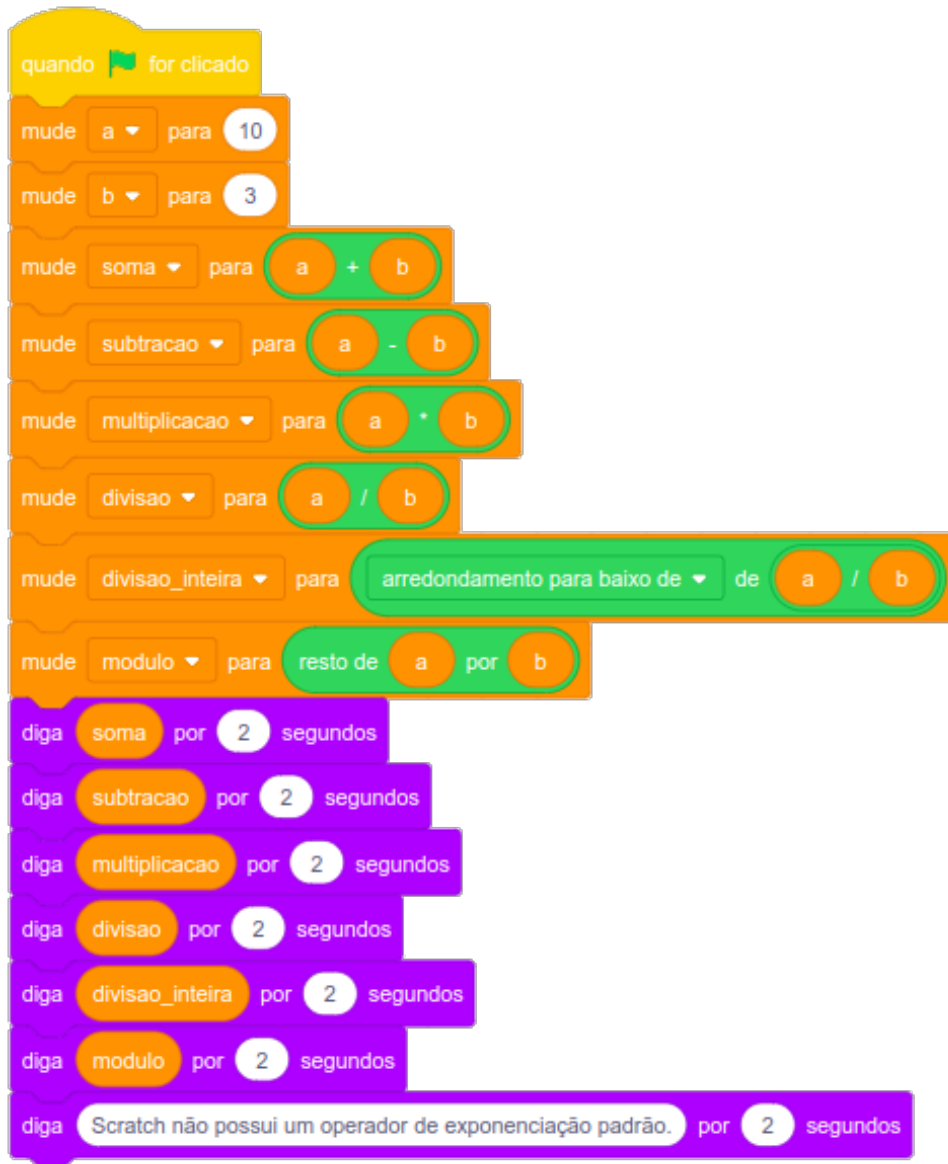 quando for clicado
mude a para 10
mude b para 3
mude soma para a + b
mude subtracao para a - b
mude multiplicacao para a * b
mude divisao para a / b
mude divisao_inteira para arredondamento para baixo de de a / b
mude modulo para resto de a por b
diga soma por 2 segundos
diga subtracao por 2 segundos
diga multiplicacao por 2 segundos
diga divisao por 2 segundos
diga divisao_inteira por 2 segundos
diga modulo por 2 segundos
diga Scratch não possui um operador de exponenciação padrão. por 2 segundos